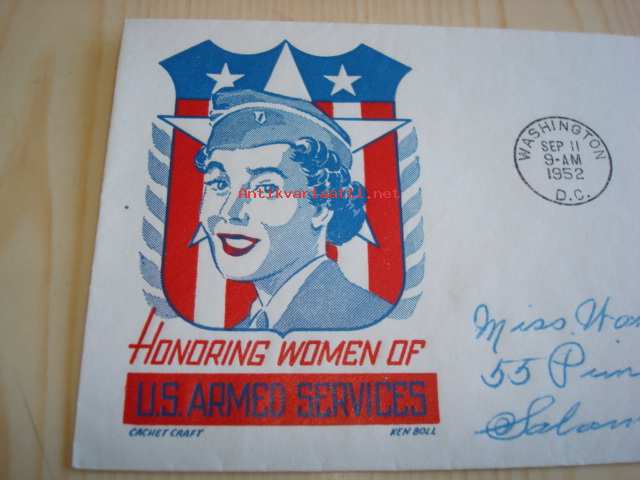 WASHINGTON
SEP 11
9-AM
1952
D.C.
Antikvariaatti.net
HONORING WOMEN OF
U.S. ARMED SERVICES
CACHET CRAFT KEN BOLL
Miss
55